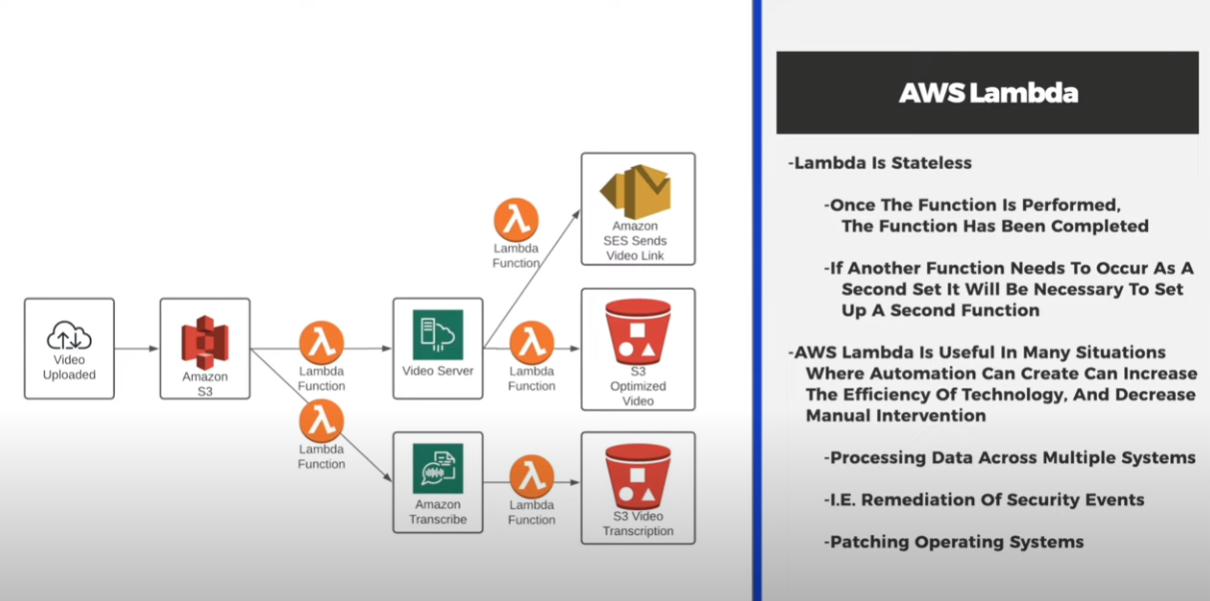 Video
Uploaded
Amazon
S3
Lambda
Function
Lambda
Function
Video Server
Amazon
Transcribe
Lambda
Function
Lambda
Function
Lambda
Function
Amazon
SES Sends
Video Link
S3
Optimized
Video
S3 Video
Transcription
AWS Lambda
-Lambda Is Stateless
-Once The Function Is Performed,
The Function Has Been Completed
-If Another Function Needs To Occur As A
Second Set It Will Be Necessary To Set
Up A Second Function
-AWS Lambda Is Useful In Many Situations
Where Automation Can Create Can Increase
The Efficiency Of Technology, And Decrease
Manual Intervention
-Processing Data Across Multiple Systems
-I.E. Remediation Of Security Events
-Patching Operating Systems